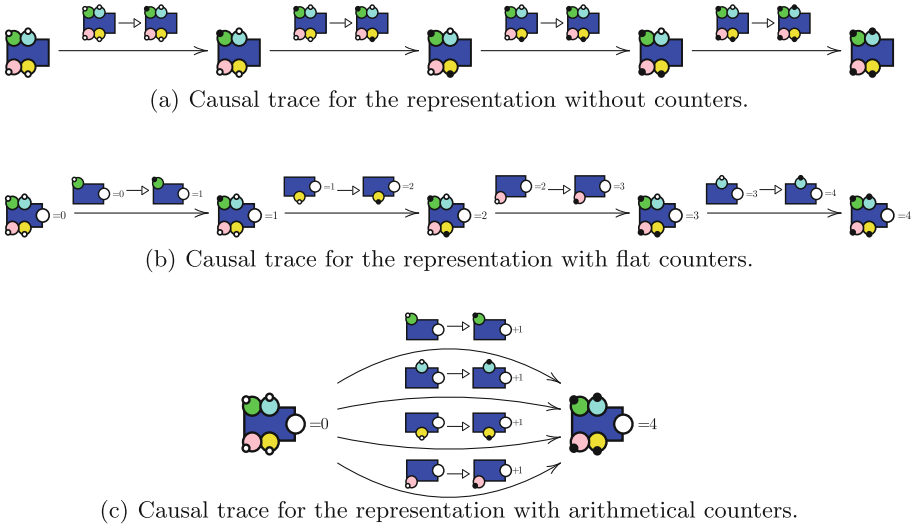 (a) Causal trace for the representation without counters.
=0 =1 =1 =2 =2 =3 =3 =4
=0 =1 =2 =3 =4
(b) Causal trace for the representation with flat counters.
+1
+1
=0 =4
+1
+1
(c) Causal trace for the representation with arithmetical counters.